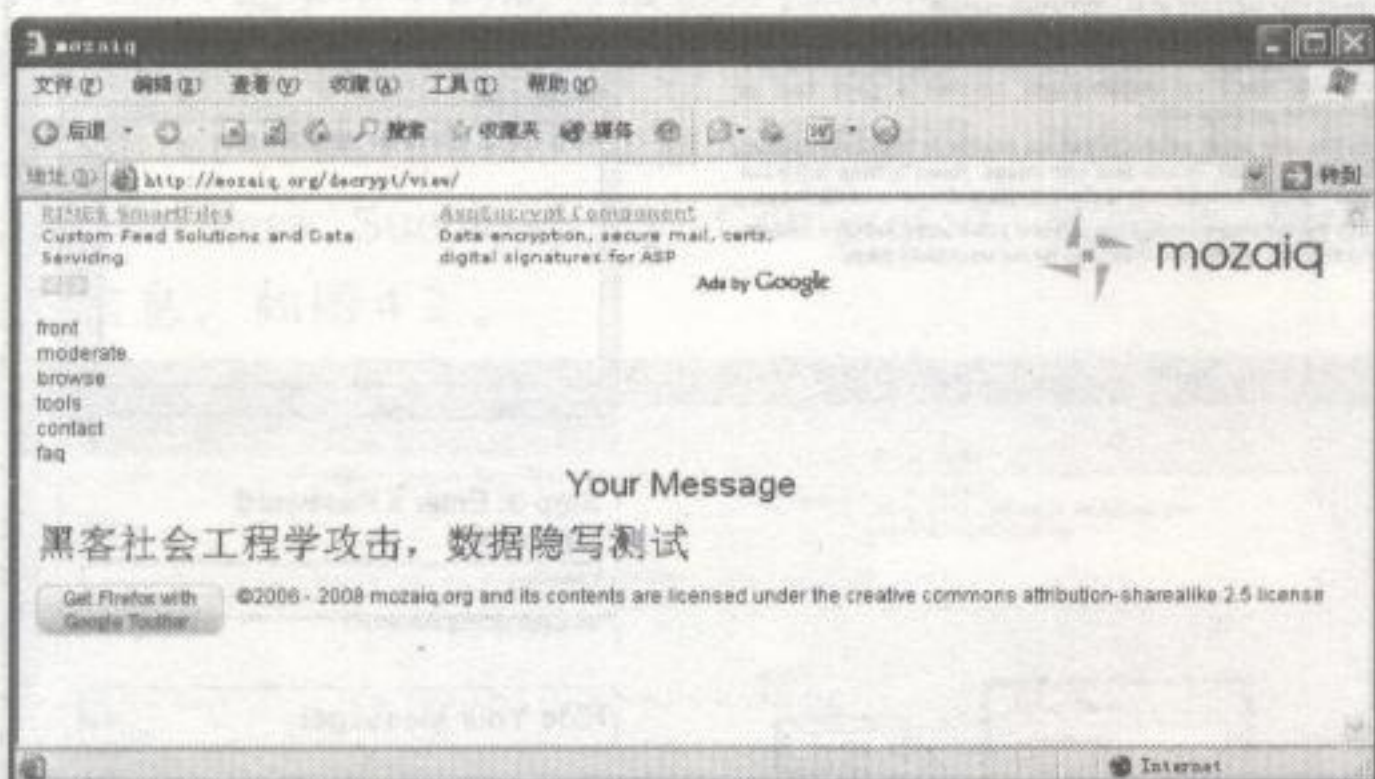 mozaiq
文件(F) 编辑(E) 查看(V) 收藏(A) 工具(T) 帮助(H)
后退 搜索 收藏夹 媒体
地址(D) http://mozaiq.org/decrypt/view/ 转到
RIMES SmartFiles
Custom Feed Solutions and Data
Servicing
AspEncrypt Component
Data encryption, secure mail, certs,
digital signatures for ASP
Ads by Google
mozaiq
front
moderate
browse
tools
contact
faq
Your Message
黑客社会工程学攻击，数据隐写测试
Get Firefox with
Google Toolbar
©2006 - 2008 mozaiq.org and its contents are licensed under the creative commons attribution-sharealike 2.5 license
Internet